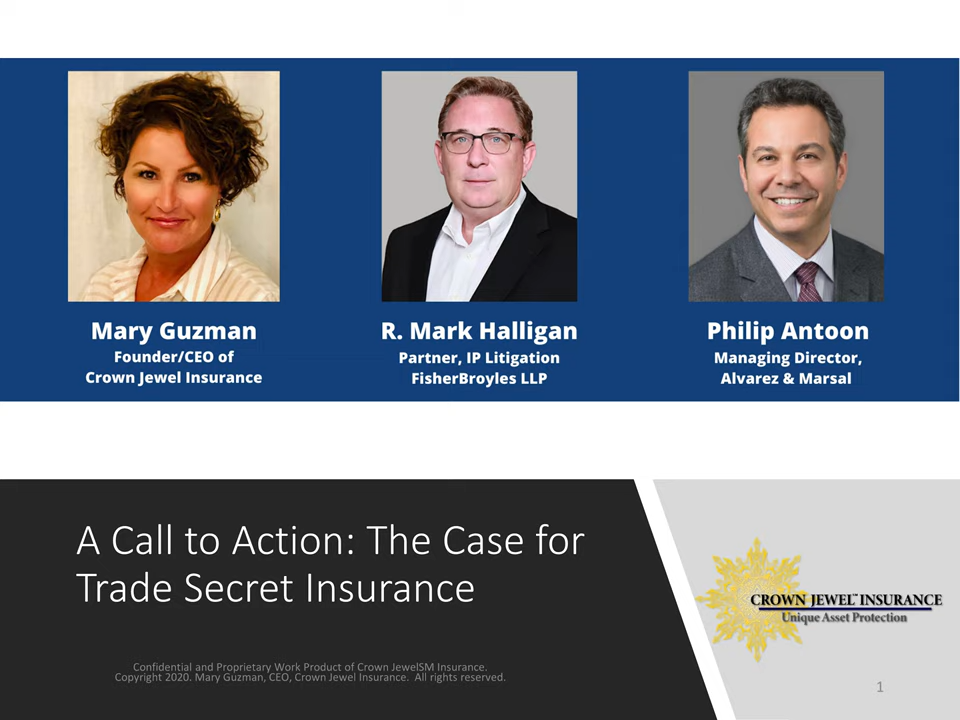 Mary Guzman
Founder/CEO of
Crown Jewel Insurance
R. Mark Halligan
Partner, IP Litigation
FisherBroyles LLP
Philip Antoon
Managing Director,
Alvarez & Marsal
A Call to Action: The Case for
Trade Secret Insurance
CROWN JEWEL℠ INSURANCE
Unique Asset Protection
Confidential and Proprietary Work Product of Crown JewelSM Insurance.
Copyright 2020. Mary Guzman, CEO, Crown Jewel Insurance.  All rights reserved.
1